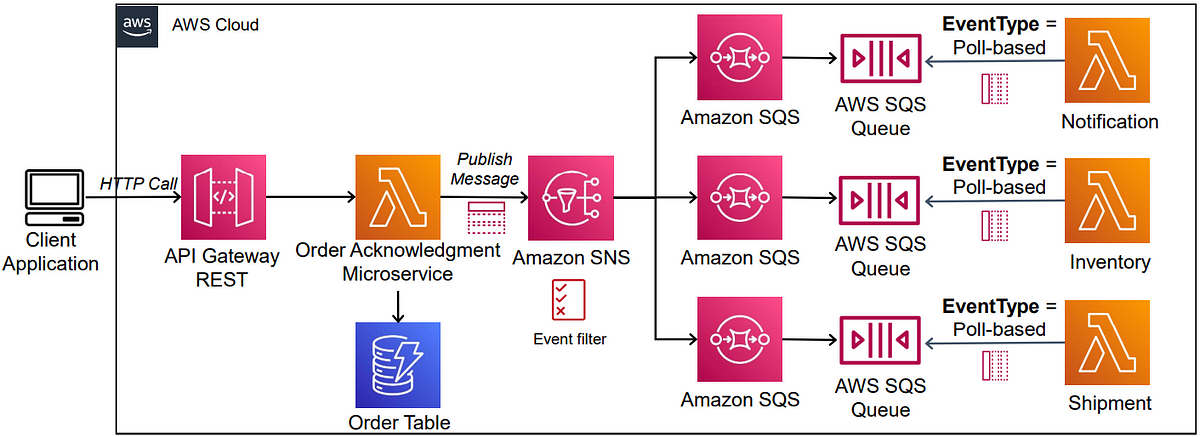 aws
AWS Cloud
Client
Application
HTTP Call
API Gateway
REST
Order Acknowledgment
Microservice
Order Table
Publish
Message
Amazon SNS
Event filter
Amazon SQS
AWS SQS
Queue
EventType =
Poll-based
Notification
Amazon SQS
AWS SQS
Queue
EventType =
Poll-based
Inventory
Amazon SQS
AWS SQS
Queue
EventType =
Poll-based
Shipment